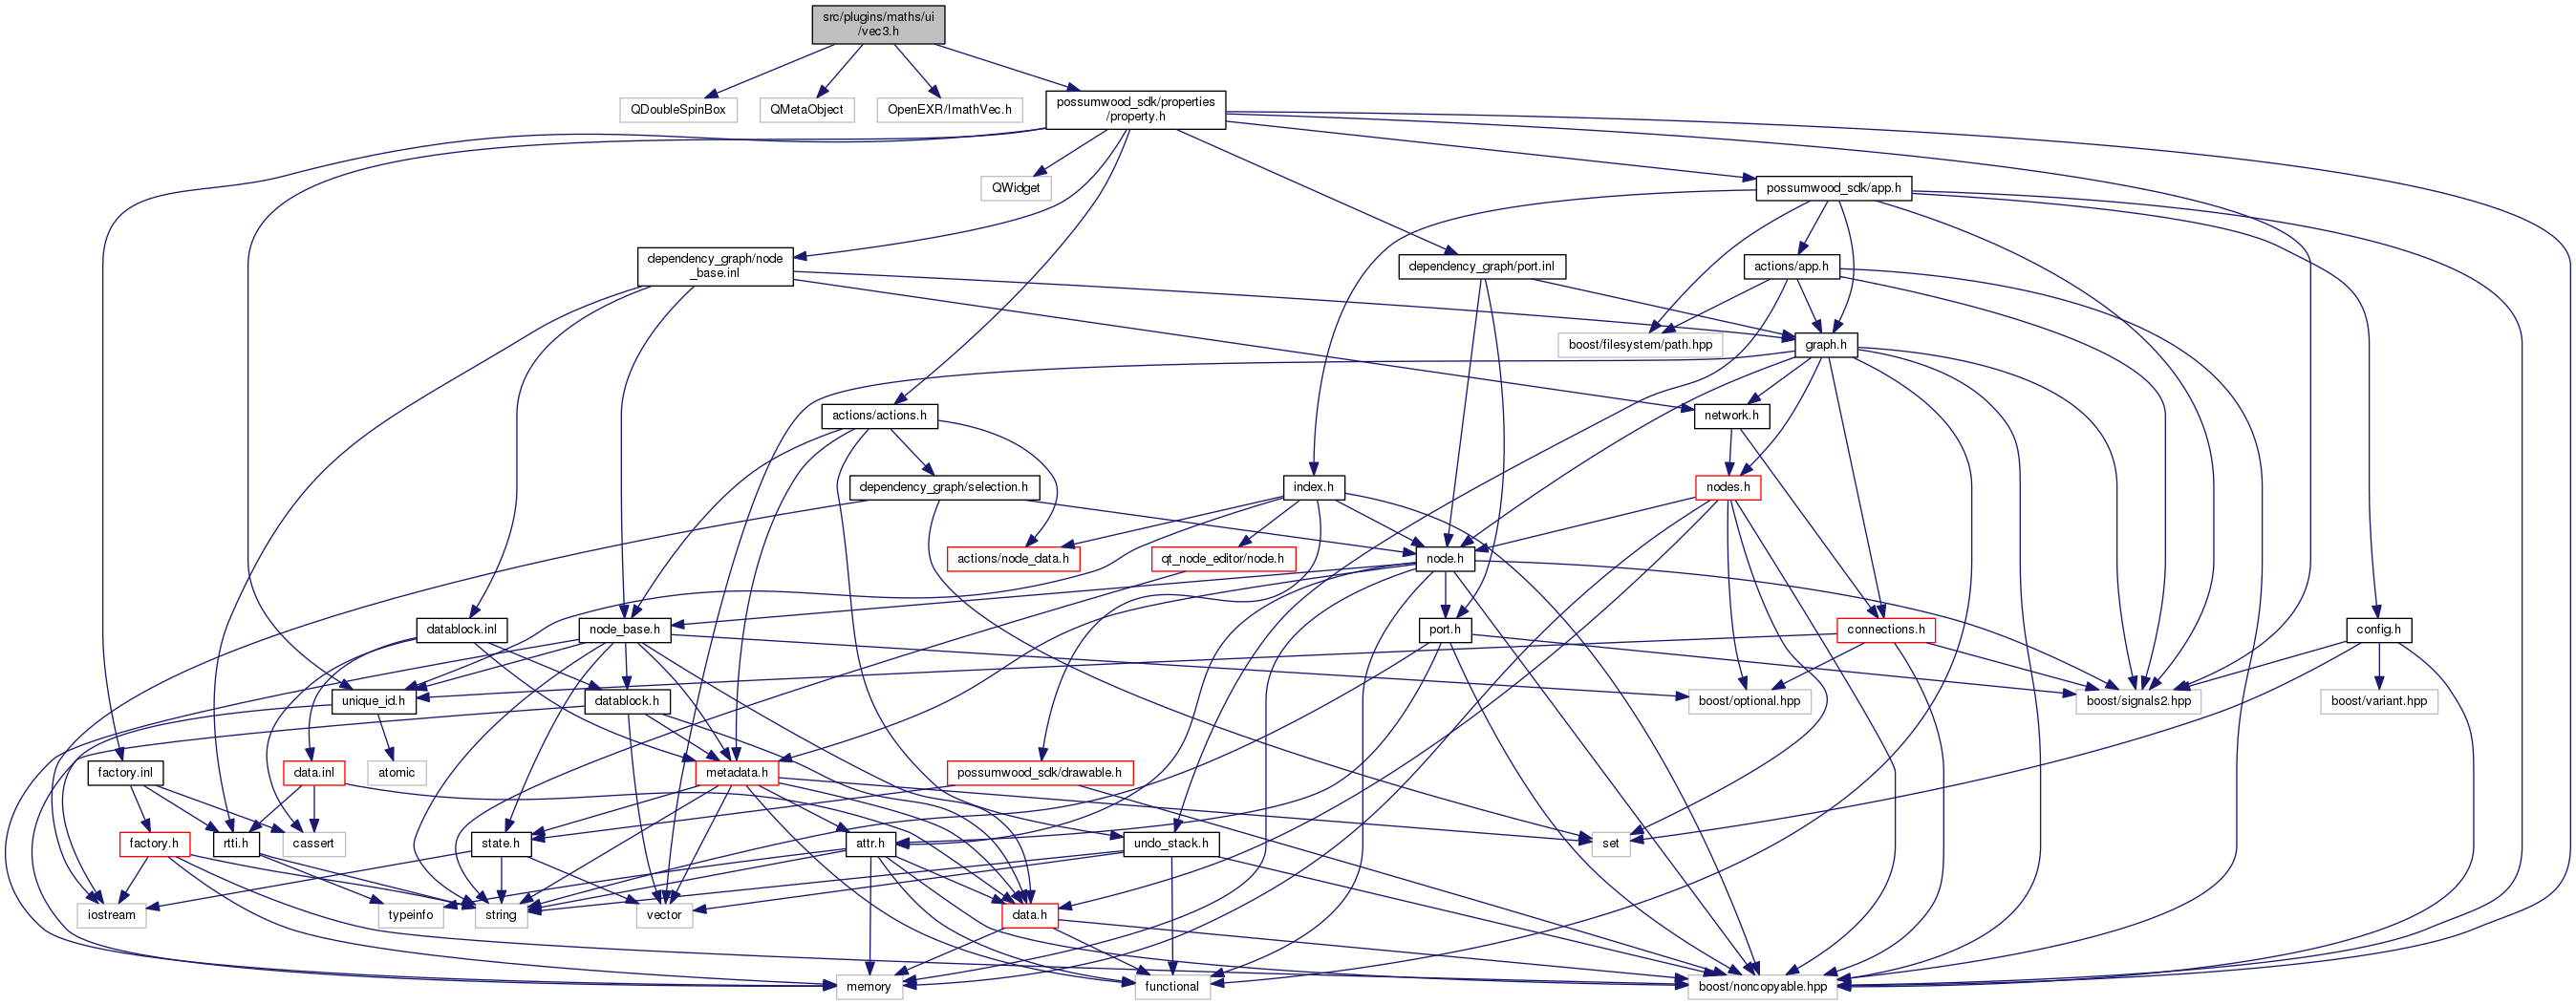 src/plugins/maths/ui
/vec3.h
QDoubleSpinBox
QMetaObject
OpenEXR/ImathVec.h
possumwood_sdk/properties
/property.h
QWidget
possumwood_sdk/app.h
dependency_graph/node
_base.inl
dependency_graph/port.inl
actions/app.h
boost/filesystem/path.hpp
graph.h
actions/actions.h
network.h
dependency_graph/selection.h
index.h
nodes.h
actions/node_data.h
qt_node_editor/node.h
node.h
datablock.inl
node_base.h
port.h
connections.h
config.h
unique_id.h
datablock.h
boost/optional.hpp
boost/signals2.hpp
boost/variant.hpp
factory.inl
data.inl
atomic
metadata.h
possumwood_sdk/drawable.h
factory.h
rtti.h
cassert
state.h
attr.h
undo_stack.h
set
iostream
typeinfo
string
vector
data.h
memory
functional
boost/noncopyable.hpp